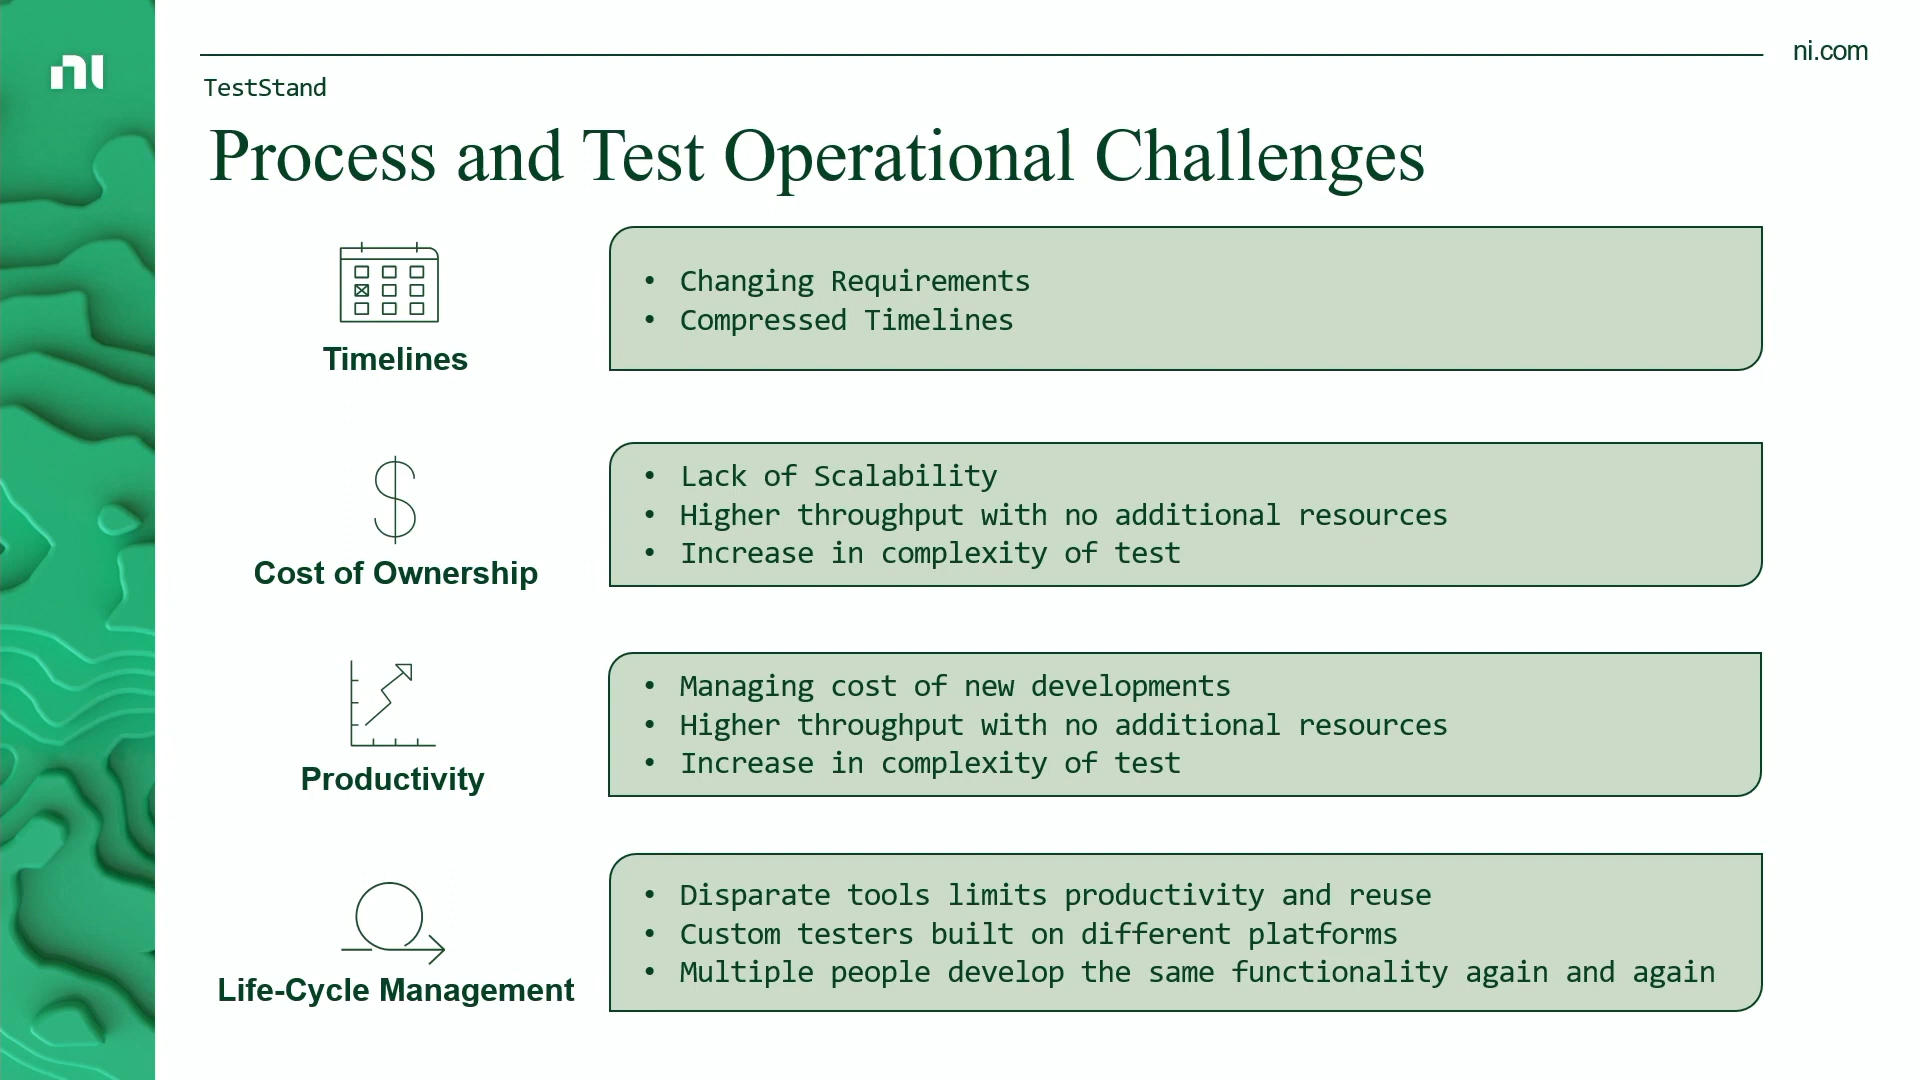 ni
ni.com
TestStand
Process and Test Operational Challenges
Timelines
• Changing Requirements
• Compressed Timelines
Cost of Ownership
• Lack of Scalability
• Higher throughput with no additional resources
• Increase in complexity of test
Productivity
• Managing cost of new developments
• Higher throughput with no additional resources
• Increase in complexity of test
Life-Cycle Management
• Disparate tools limits productivity and reuse
• Custom testers built on different platforms
• Multiple people develop the same functionality again and again